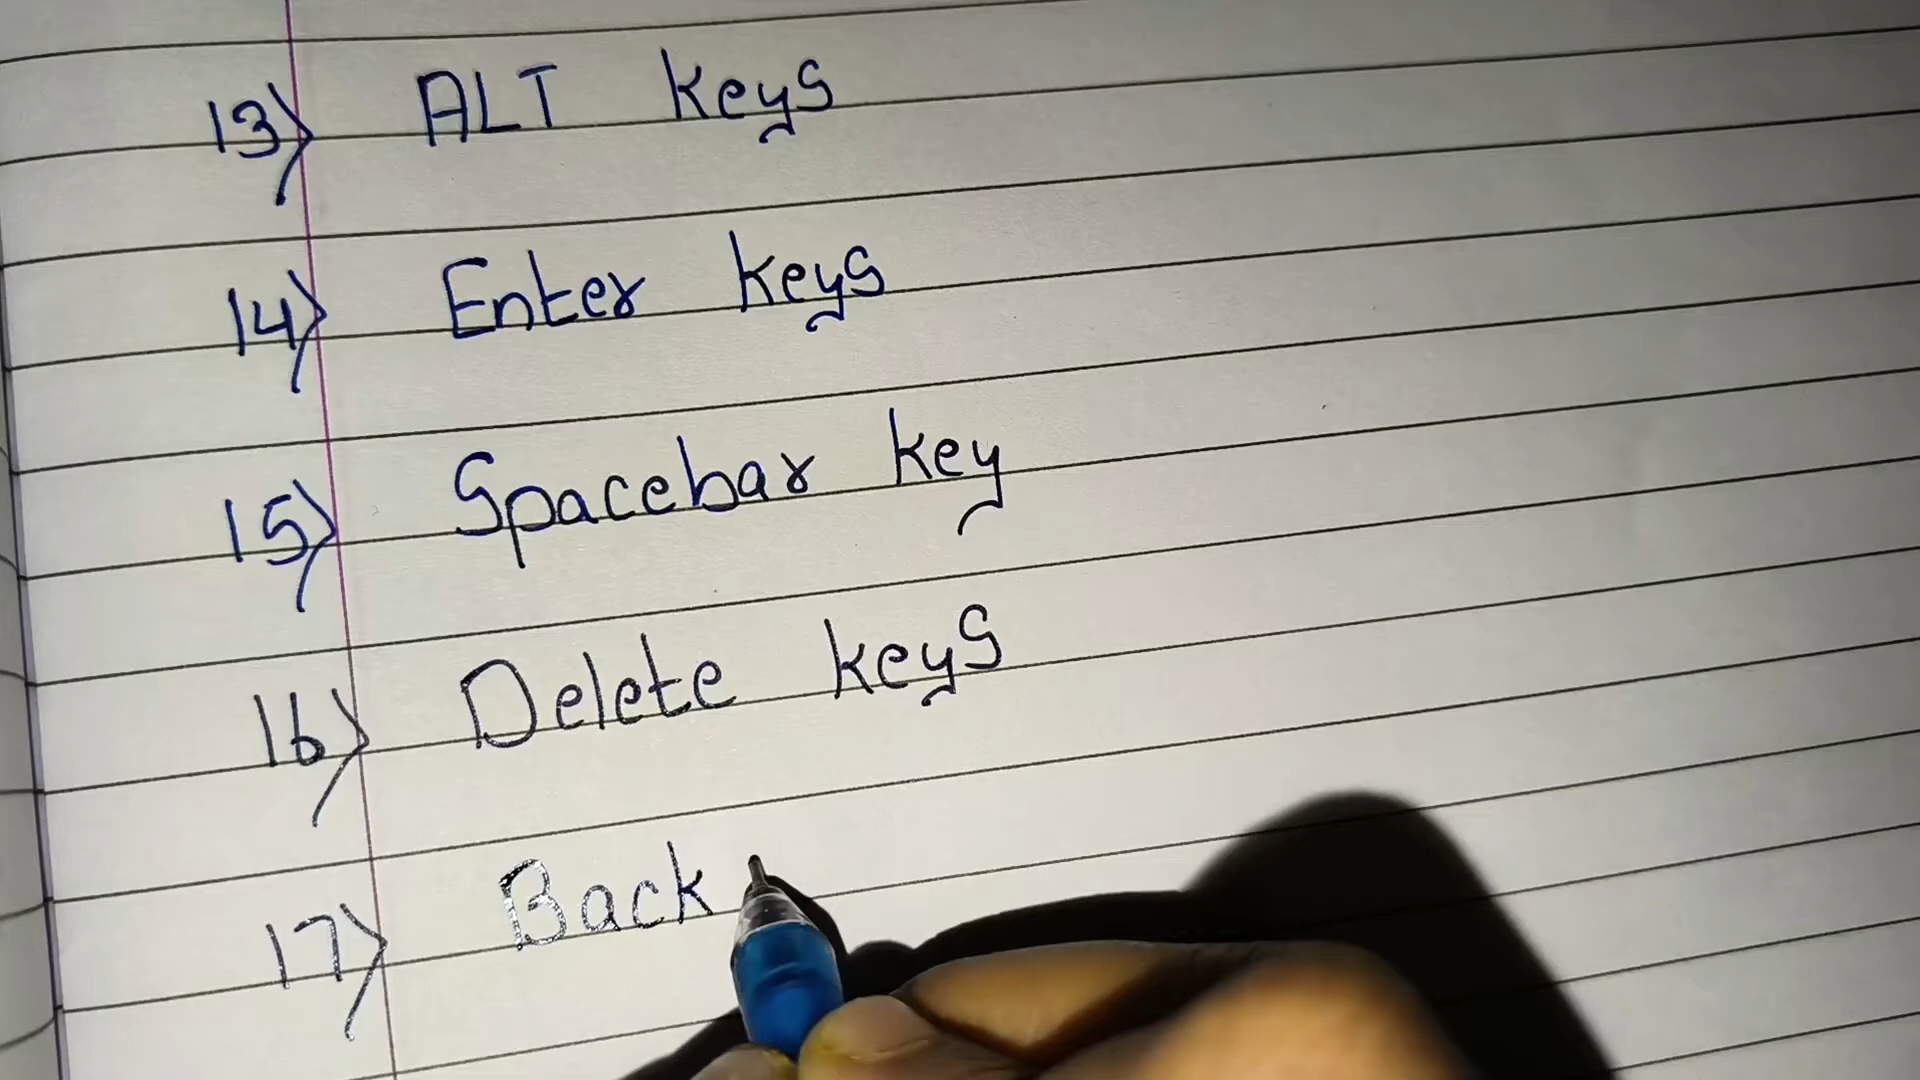 13) ALT keys
14) Enter keys
15) Spacebar key
16) Delete keys
17) Back